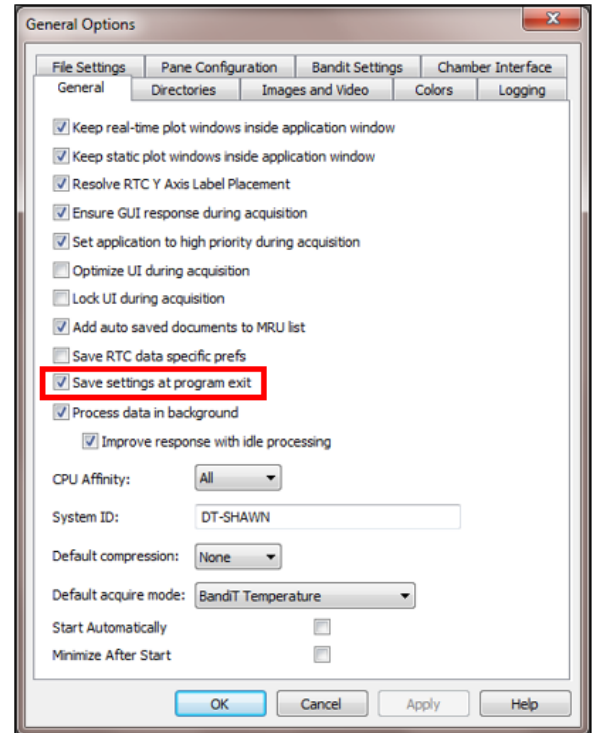 General Options
File Settings Pane Configuration Bandit Settings Chamber Interface
General Directories Images and Video Colors Logging
Keep real-time plot windows inside application window
Keep static plot windows inside application window
Resolve RTC Y Axis Label Placement
Ensure GUI response during acquisition
Set application to high priority during acquisition
Optimize UI during acquisition
Lock UI during acquisition
Add auto saved documents to MRU list
Save RTC data specific prefs
Save settings at program exit
Process data in background
Improve response with idle processing
CPU Affinity: All
System ID: DT-SHAWN
Default compression: None
Default acquire mode: BandiT Temperature
Start Automatically
Minimize After Start
OK Cancel Apply Help